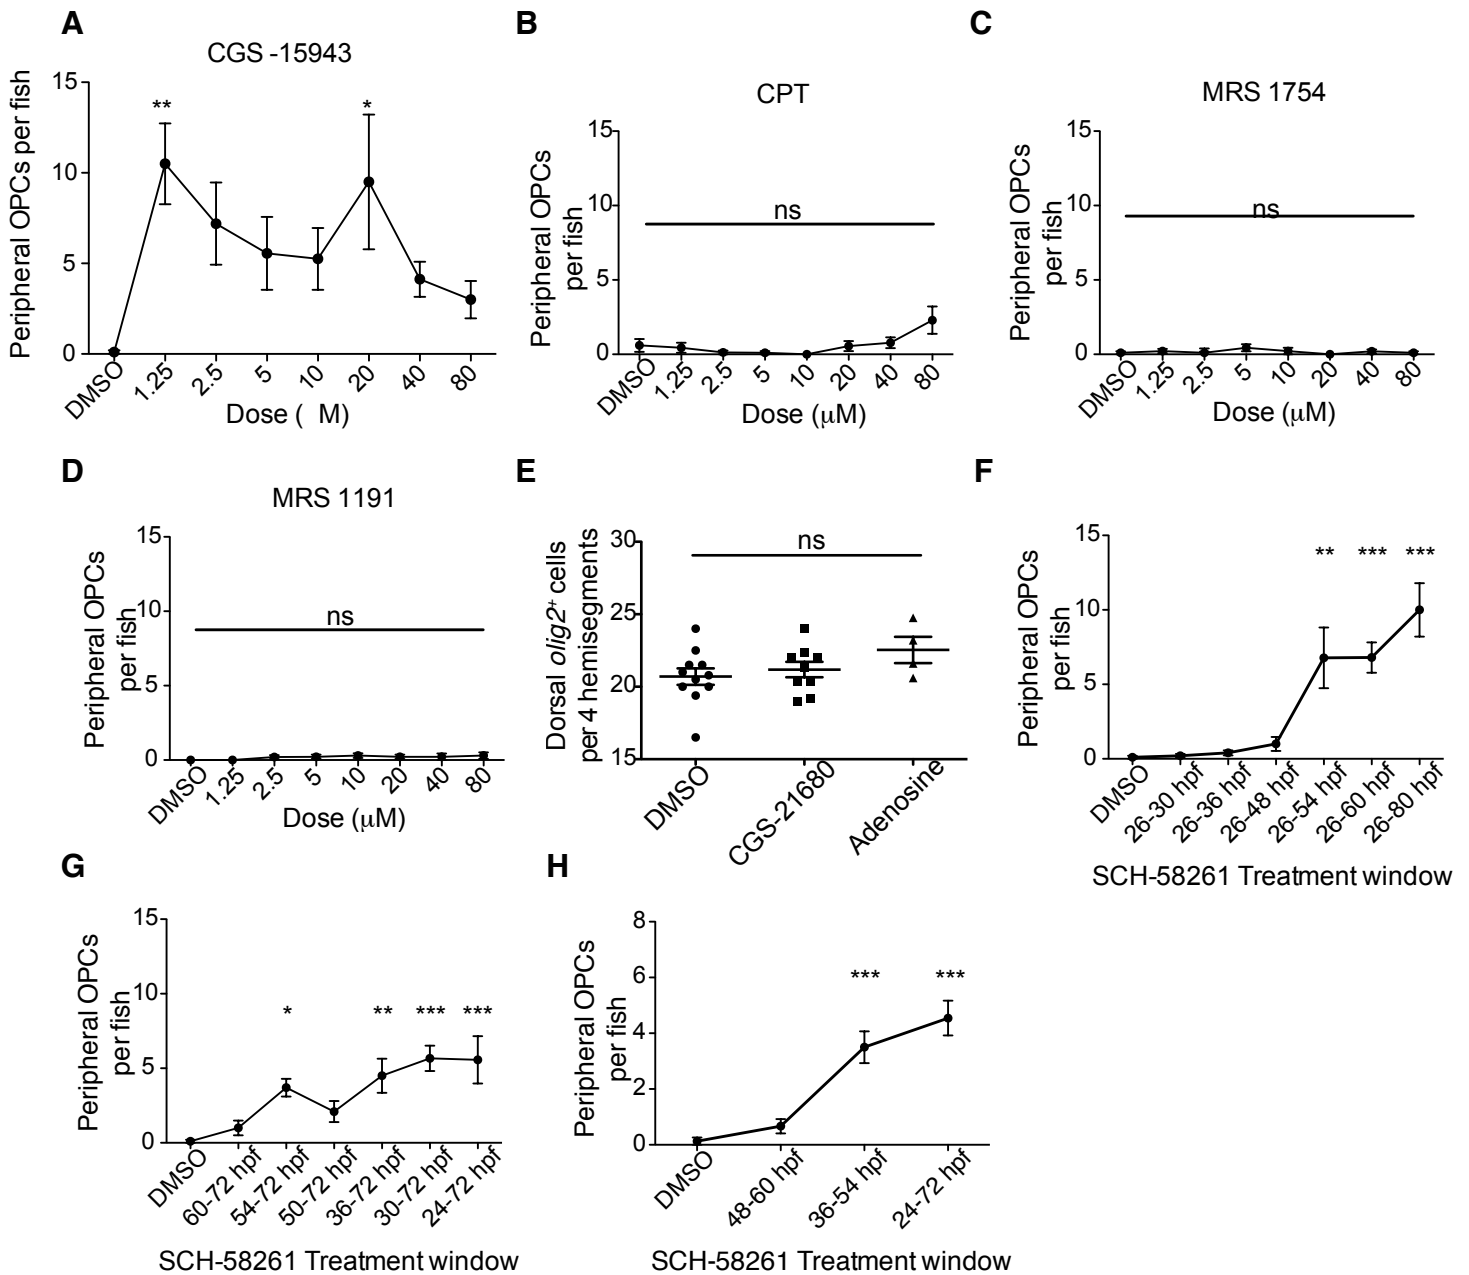 A
CGS -15943
Peripheral OPCs per fish
15
10
5
0
**
*
DMSO
1.25
2.5
5
10
20
40
80
Dose ( M)
B
CPT
Peripheral OPCs
per fish
15
10
5
0
ns
DMSO
1.25
2.5
5
10
20
40
80
Dose (μM)
C
MRS 1754
Peripheral OPCs
per fish
15
10
5
0
ns
DMSO
1.25
2.5
5
10
20
40
80
Dose (μM)
D
MRS 1191
Peripheral OPCs
per fish
15
10
5
0
ns
DMSO
1.25
2.5
5
10
20
40
80
Dose (μM)
E
Dorsal olig2+ cells
per 4 hemisegments
30
25
20
15
ns
DMSO
CGS-21680
Adenosine
F
Peripheral OPCs
per fish
15
10
5
0
**
***
***
DMSO
26-30 hpf
26-36 hpf
26-48 hpf
26-54 hpf
26-60 hpf
26-80 hpf
SCH-58261 Treatment window
G
Peripheral OPCs
per fish
15
10
5
0
*
**
***
***
DMSO
60-72 hpf
54-72 hpf
50-72 hpf
36-72 hpf
30-72 hpf
24-72 hpf
SCH-58261 Treatment window
H
Peripheral OPCs
per fish
8
6
4
2
0
***
***
DMSO
48-60 hpf
36-54 hpf
24-72 hpf
SCH-58261 Treatment window